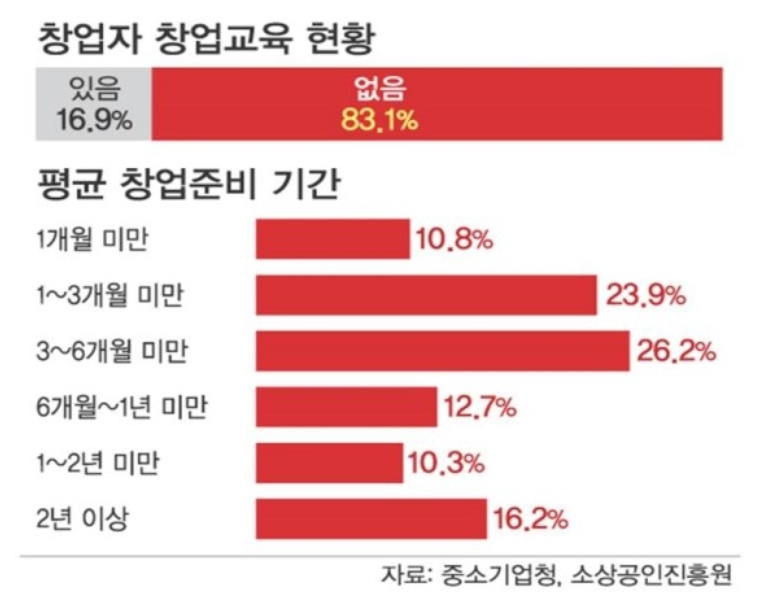 창업자 창업교육 현황
있음 없음
16.9% 83.1%
평균 창업준비 기간
1개월 미만 10.8%
1~3개월 미만 23.9%
3~6개월 미만 26.2%
6개월~1년 미만 12.7%
1~2년 미만 10.3%
2년 이상 16.2%
자료: 중소기업청, 소상공인진흥원